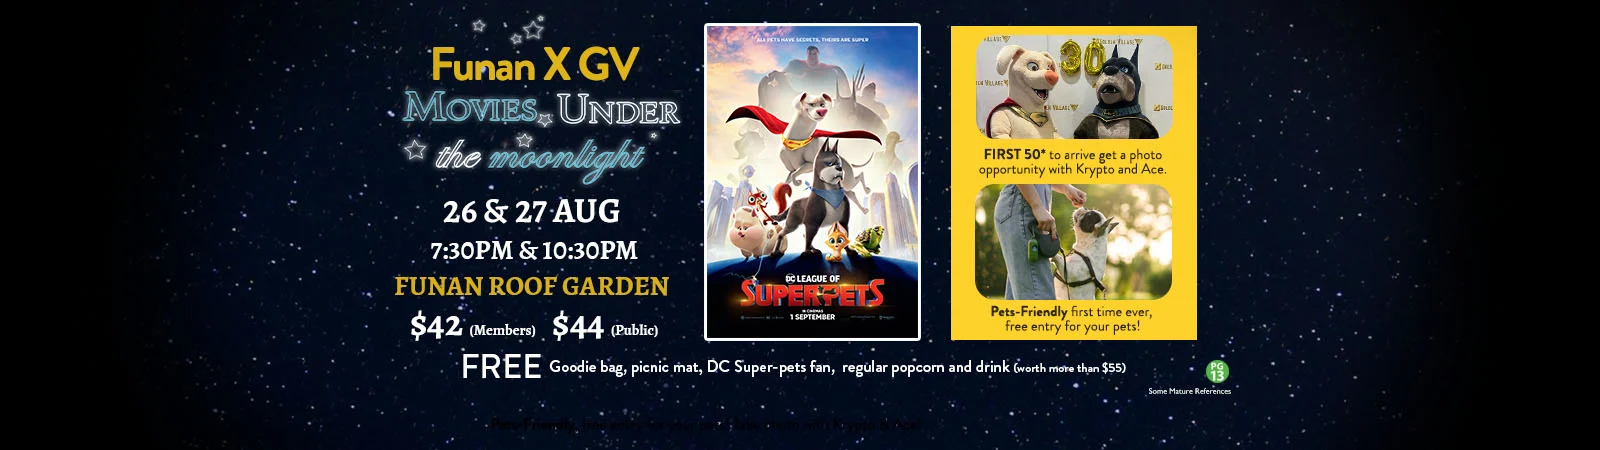 Funan X GV
MOVIES UNDER
the moonlight
26 & 27 AUG
7:30PM & 10:30PM
FUNAN ROOF GARDEN
$42 (Members) $44 (Public)
ALL PETS HAVE SECRETS, THEIRS ARE SUPER
DC LEAGUE OF
SUPER-PETS
IN CINEMAS
1 SEPTEMBER
30
FIRST 50* to arrive get a photo
opportunity with Krypto and Ace.
Pets-Friendly first time ever,
free entry for your pets!
FREE Goodie bag, picnic mat, DC Super-pets fan, regular popcorn and drink (worth more than $55)
PG
13
Some Mature References